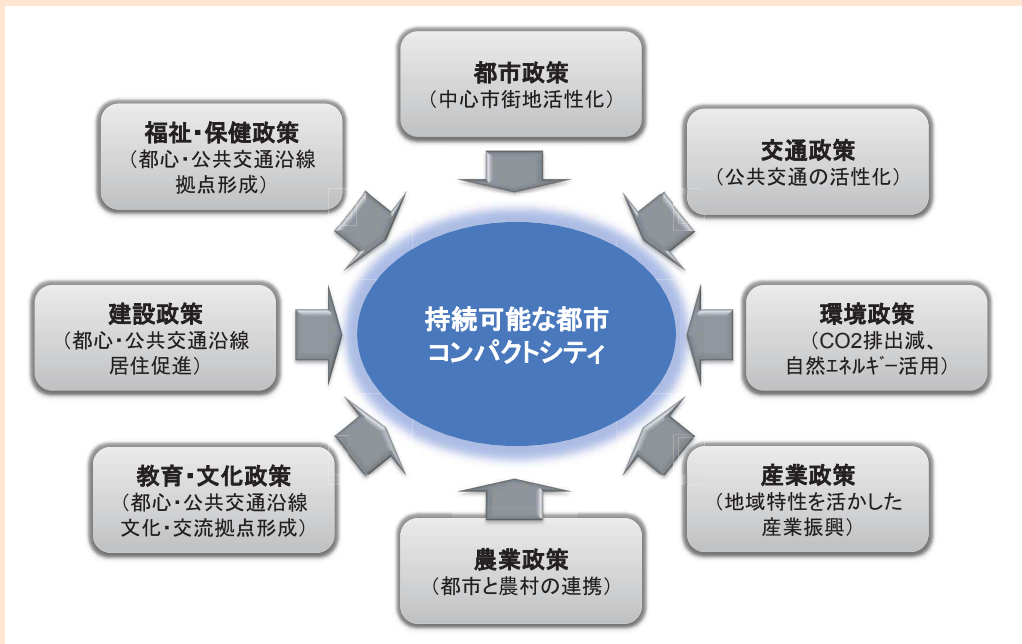 都市政策
（中心市街地活性化）
福祉・保健政策
（都心・公共交通沿線
拠点形成）
交通政策
（公共交通の活性化）
持続可能な都市
コンパクトシティ
建設政策
（都心・公共交通沿線
居住促進）
環境政策
（CO2排出減、
自然ｴﾈﾙｷﾞｰ活用）
教育・文化政策
（都心・公共交通沿線
文化・交流拠点形成）
産業政策
（地域特性を活かした
産業振興）
農業政策
（都市と農村の連携）